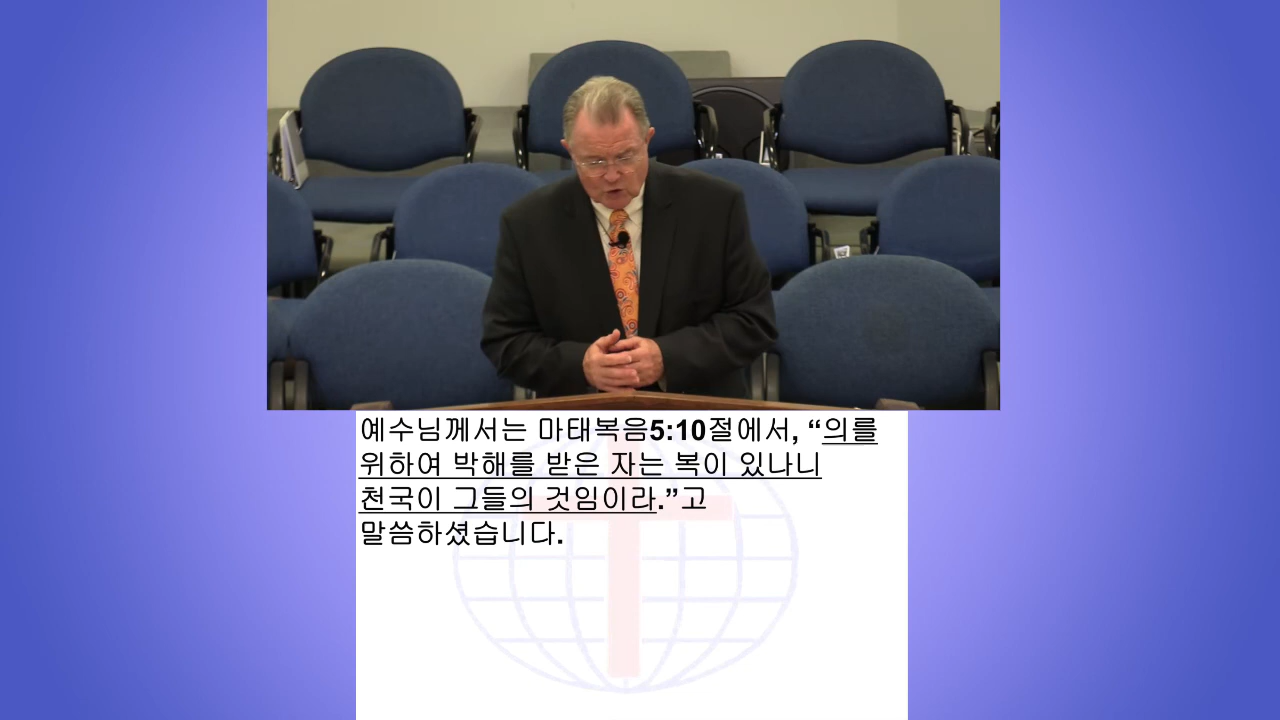 예수님께서는 마태복음5:10절에서, “의를
위하여 박해를 받은 자는 복이 있나니
천국이 그들의 것임이라.”고
말씀하셨습니다.